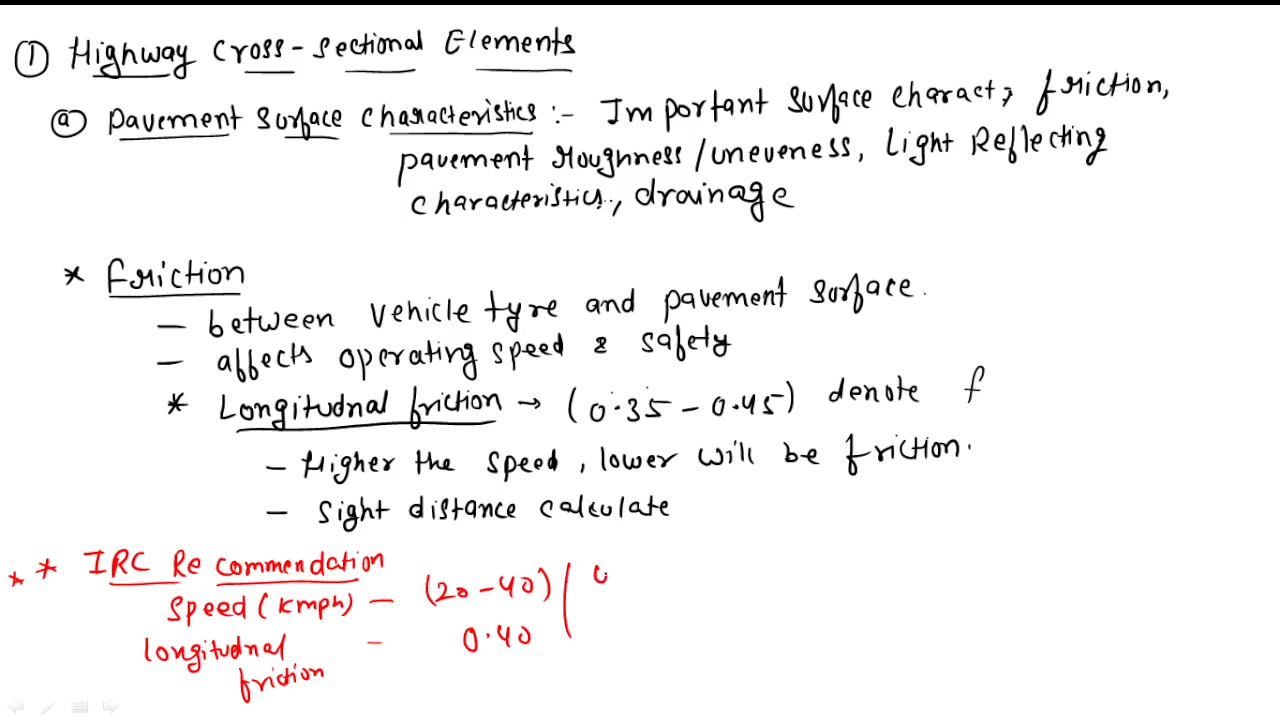 ① Highway Cross-Sectional Elements
ⓐ Pavement Surface Characteristics :- Important Surface Charact, friction,
pavement roughness/uneveness, Light Reflecting
Characteristics, drainage
* Friction
- between vehicle tyre and pavement surface.
- affects operating speed & safety
* Longitudnal friction → (0.35 - 0.45) denote f
- Higher the speed, lower will be friction.
- Sight distance calculate
* * IRC Recommendation
Speed (Kmph) - (20-40)
longitudnal - 0.40
friction